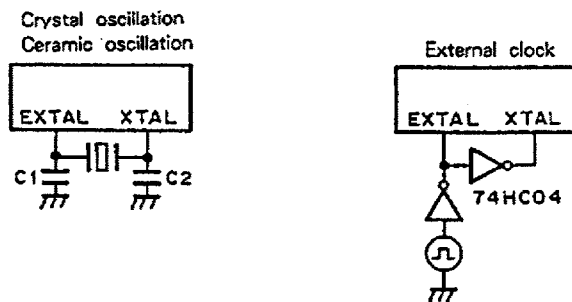 Crystal oscillation
Ceramic oscillation
EXTAL XTAL
C1 C2
External clock
EXTAL XTAL
74HC04